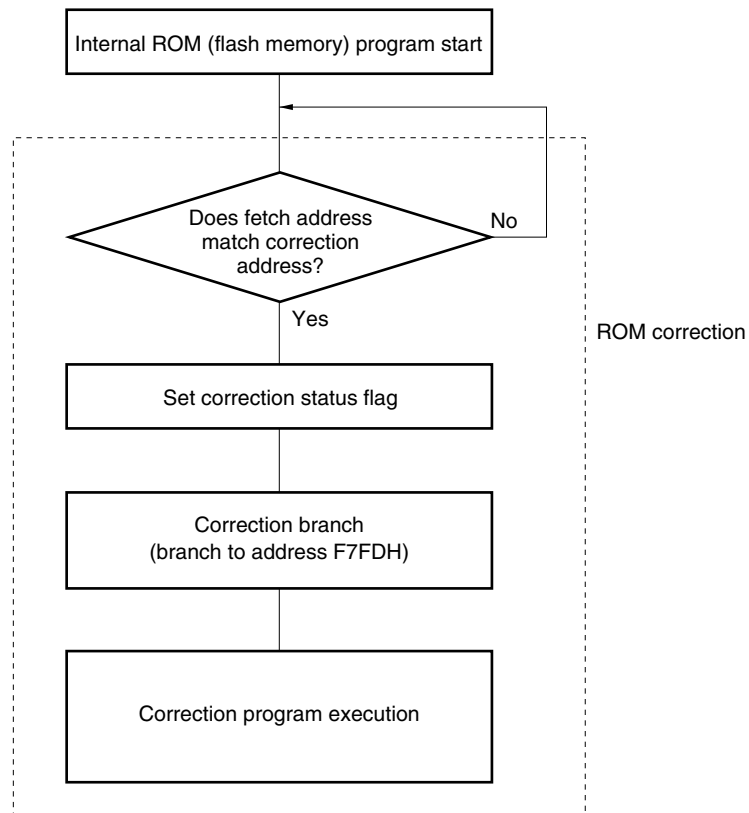 Internal ROM (flash memory) program start
Does fetch address
match correction
address?
No
Yes
ROM correction
Set correction status flag
Correction branch
(branch to address F7FDH)
Correction program execution